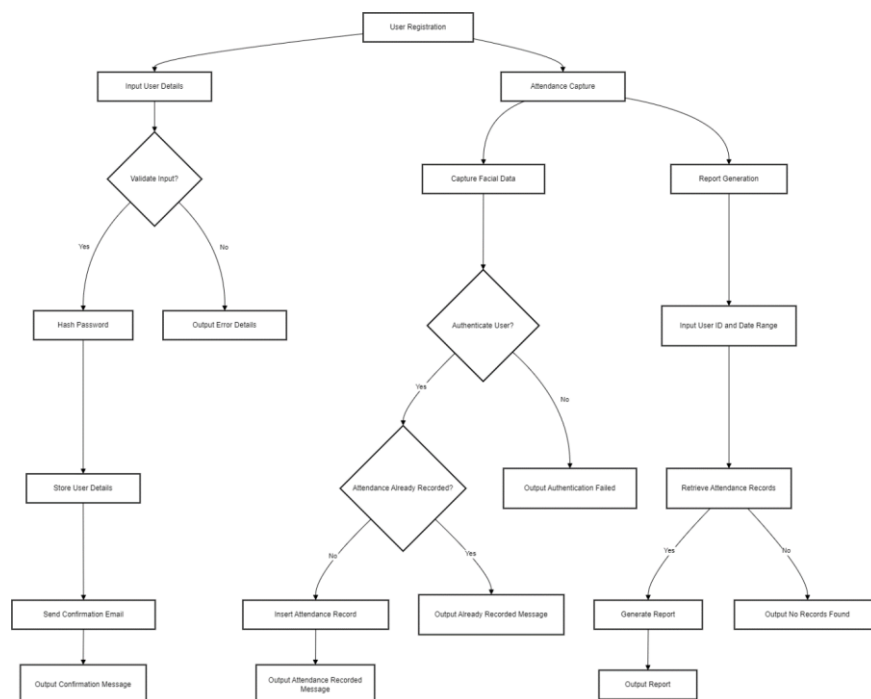 User Registration
Input User Details
Attendance Capture
Validate Input?
Capture Facial Data
Report Generation
Yes
No
Hash Password
Output Error Details
Authenticate User?
Input User ID and Date Range
Yes
No
Store User Details
Attendance Already Recorded?
Output Authentication Failed
Retrieve Attendance Records
No
Yes
Yes
No
Send Confirmation Email
Insert Attendance Record
Output Already Recorded Message
Generate Report
Output No Records Found
Output Confirmation Message
Output Attendance Recorded
Message
Output Report